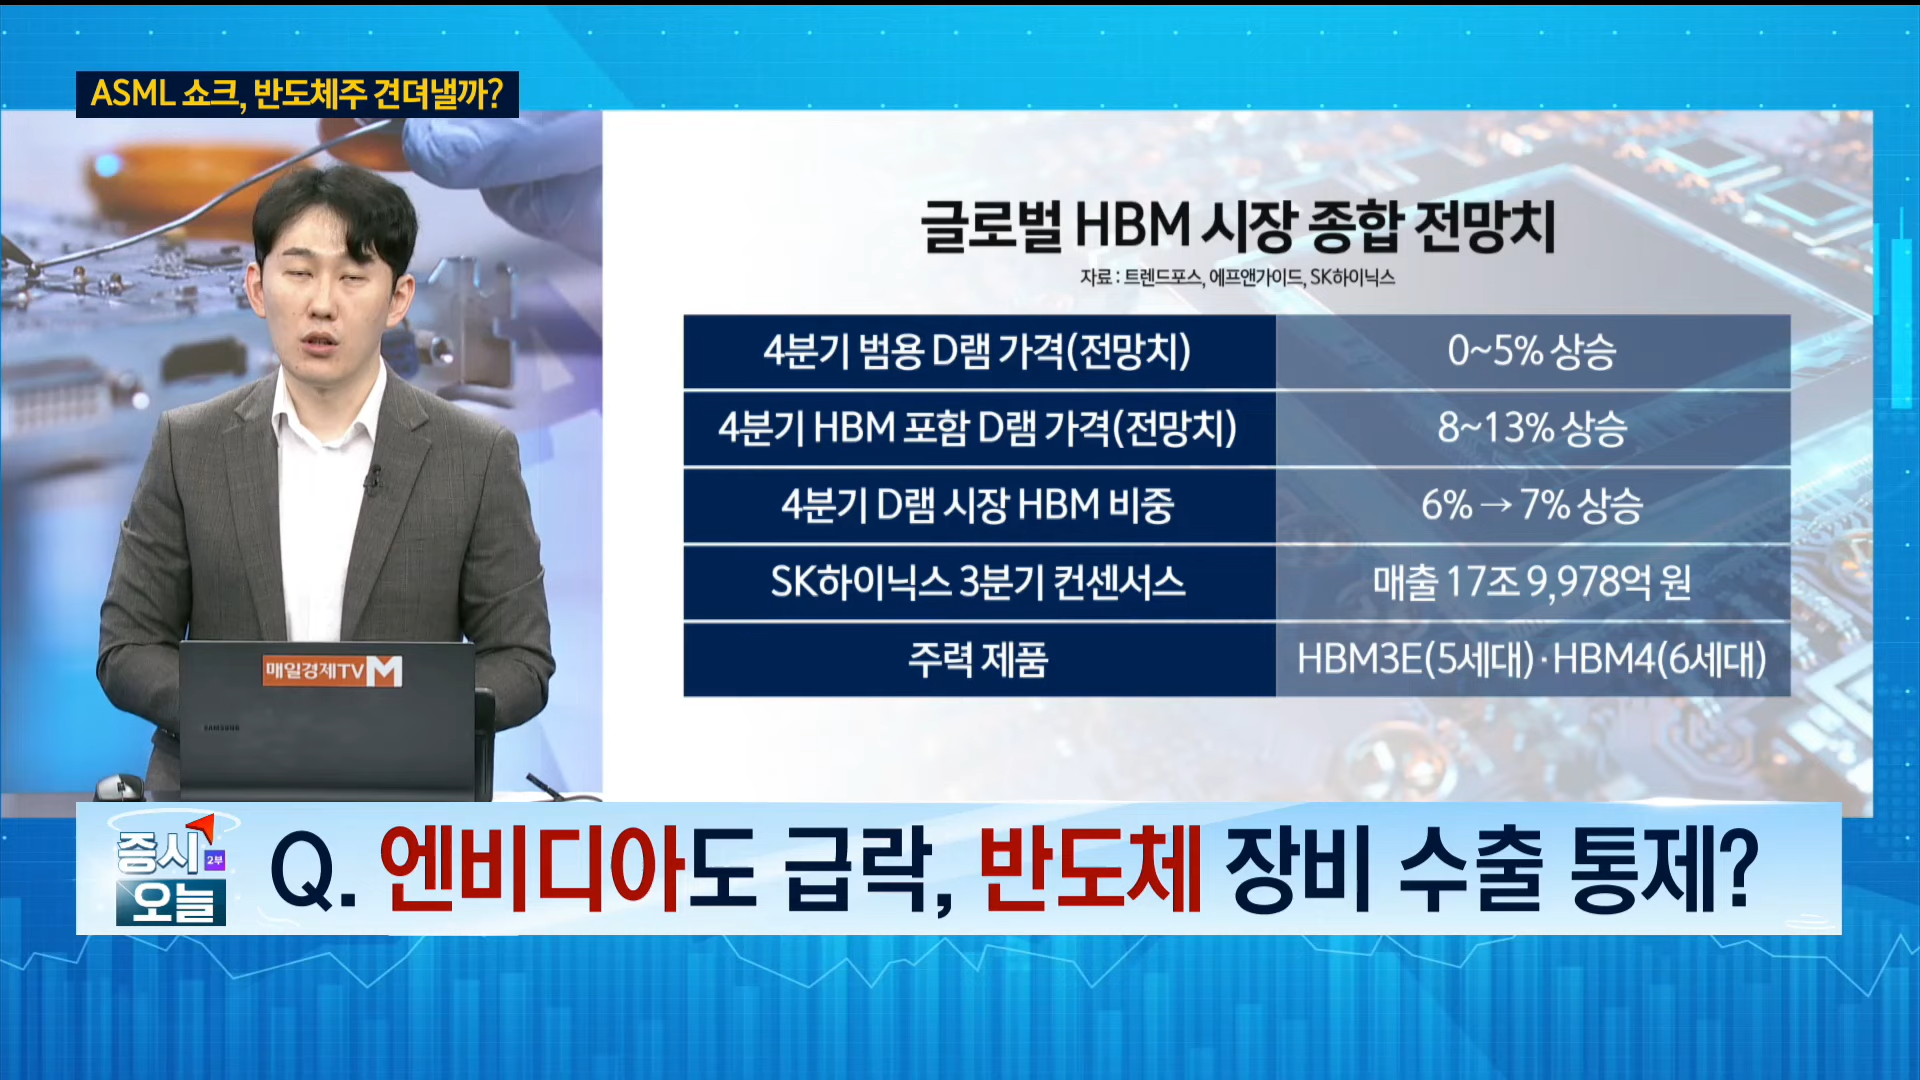 ASML 쇼크, 반도체주 견뎌낼까?
글로벌 HBM 시장 종합 전망치
자료 : 트렌드포스, 에프앤가이드, SK하이닉스
4분기 범용 D램 가격(전망치)
0~5% 상승
4분기 HBM 포함 D램 가격(전망치)
8~13% 상승
4분기 D램 시장 HBM 비중
6% → 7% 상승
SK하이닉스 3분기 컨센서스
매출 17조 9,978억 원
주력 제품
HBM3E(5세대)·HBM4(6세대)
매일경제TV M
SAMSUNG
증시 2부
오늘
Q. 엔비디아도 급락, 반도체 장비 수출 통제?